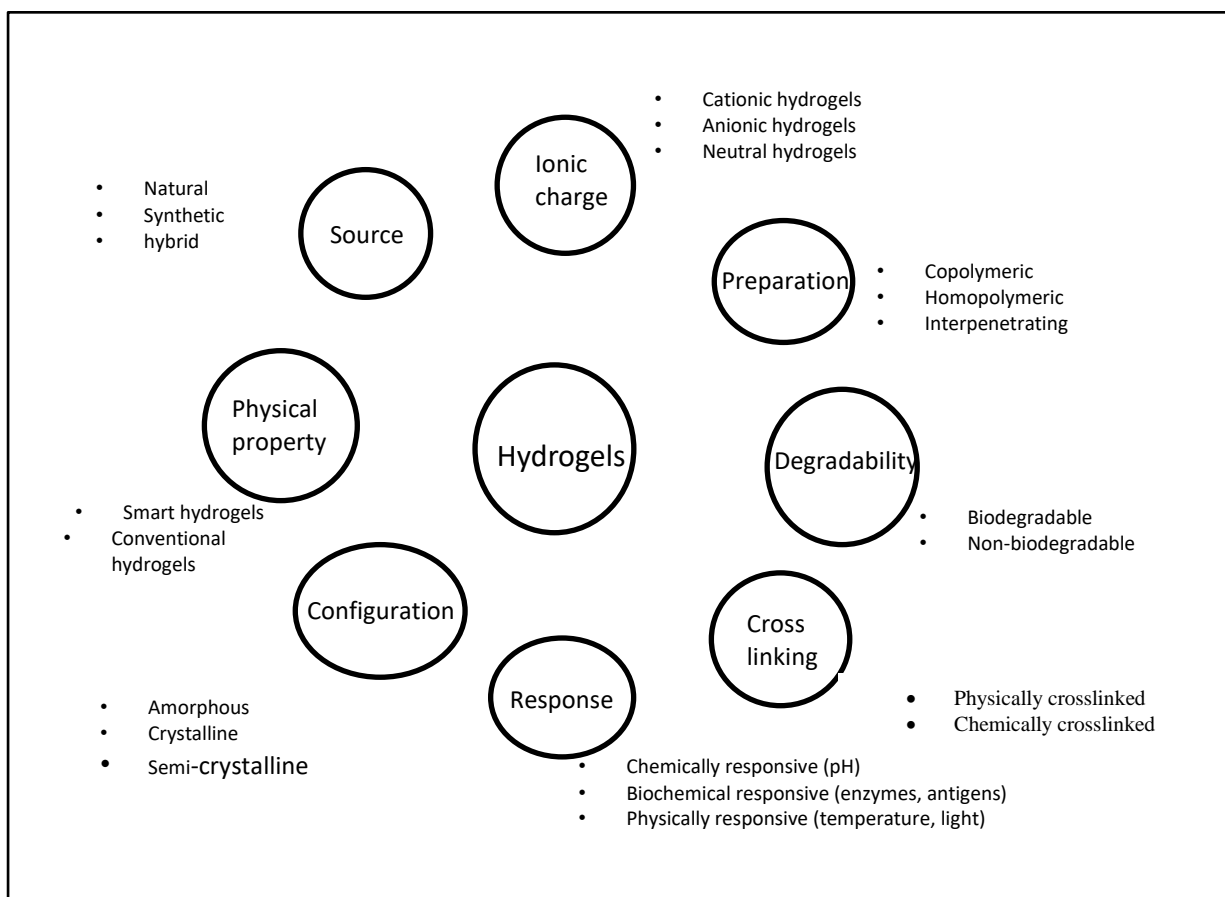 • Cationic hydrogels
• Anionic hydrogels
• Neutral hydrogels
Ionic
charge
• Natural
• Synthetic
• hybrid
Source
Preparation
• Copolymeric
• Homopolymeric
• Interpenetrating
Physical
property
Hydrogels
Degradability
• Smart hydrogels
• Conventional
hydrogels
• Biodegradable
• Non-biodegradable
Configuration
Cross
linking
Response
• Physically crosslinked
• Chemically crosslinked
• Amorphous
• Crystalline
• Semi-crystalline
• Chemically responsive (pH)
• Biochemical responsive (enzymes, antigens)
• Physically responsive (temperature, light)